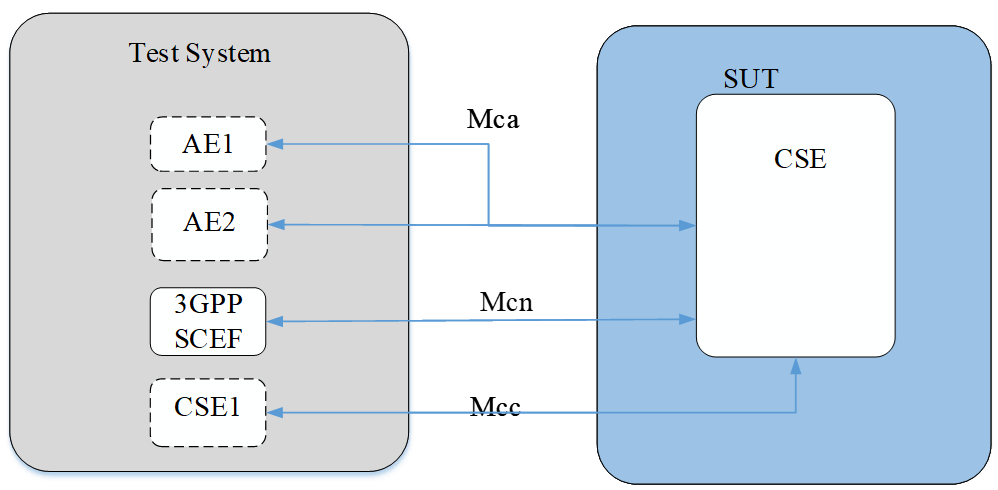 Test System
SUT
Mca
AE1
CSE
AE2
Mcn
3GPP
SCEF
Mcc
CSE1